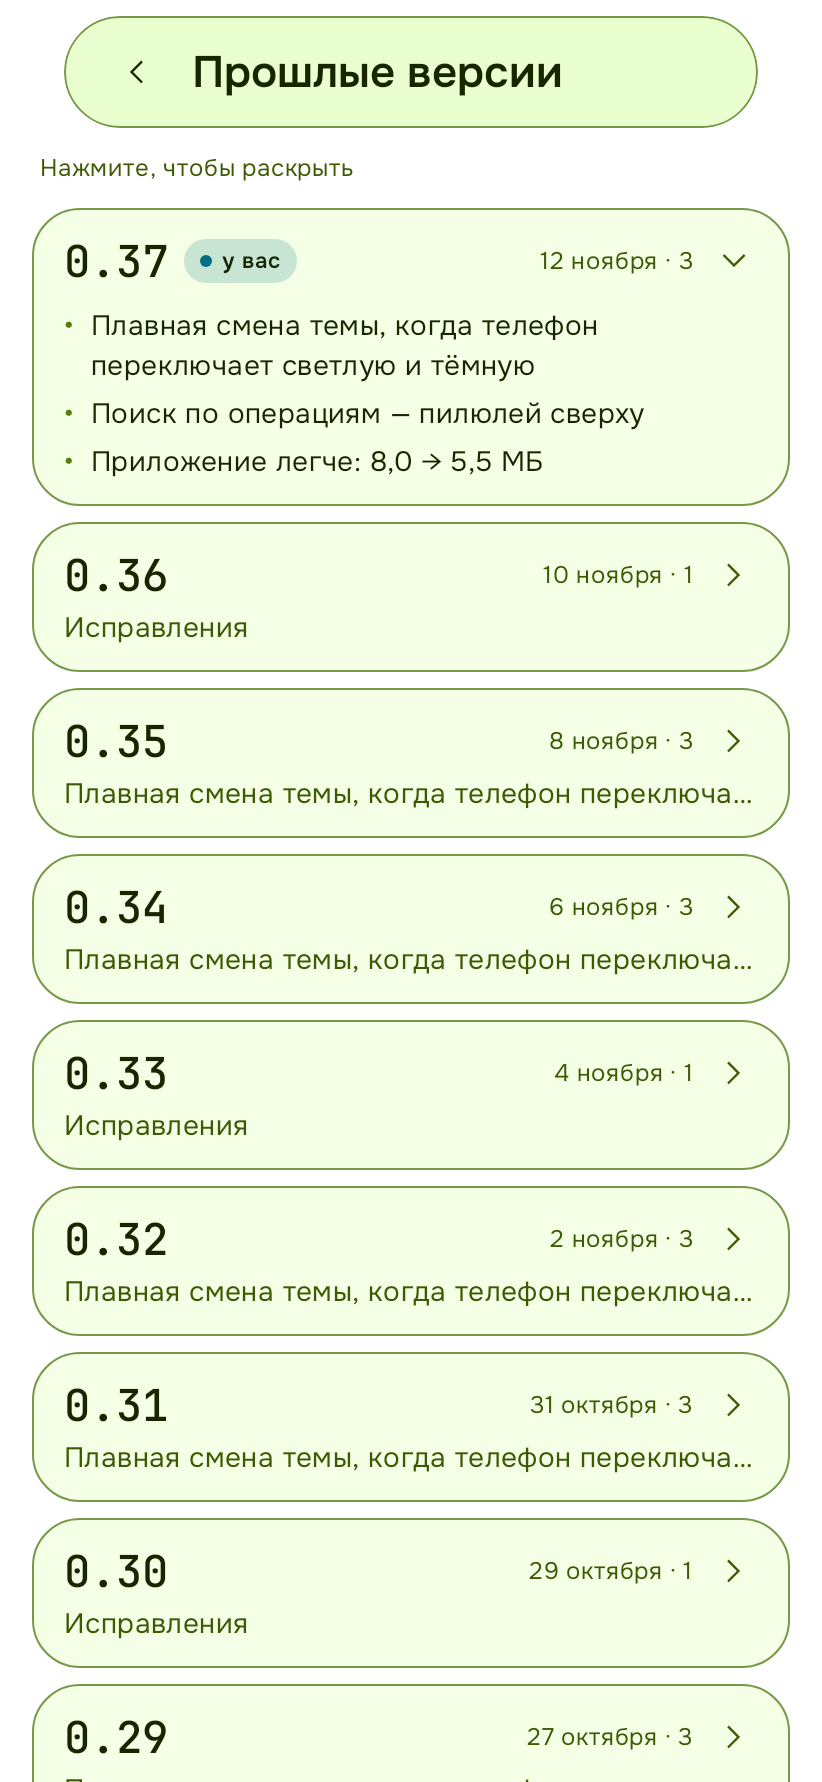 Прошлые версии
Нажмите, чтобы раскрыть
0.37 у вас 12 ноября · 3
• Плавная смена темы, когда телефон
переключает светлую и тёмную
• Поиск по операциям — пилюлей сверху
• Приложение легче: 8,0 → 5,5 МБ
0.36 10 ноября · 1
Исправления
0.35 8 ноября · 3
Плавная смена темы, когда телефон переключа…
0.34 6 ноября · 3
Плавная смена темы, когда телефон переключа…
0.33 4 ноября · 1
Исправления
0.32 2 ноября · 3
Плавная смена темы, когда телефон переключа…
0.31 31 октября · 3
Плавная смена темы, когда телефон переключа…
0.30 29 октября · 1
Исправления
0.29 27 октября · 3